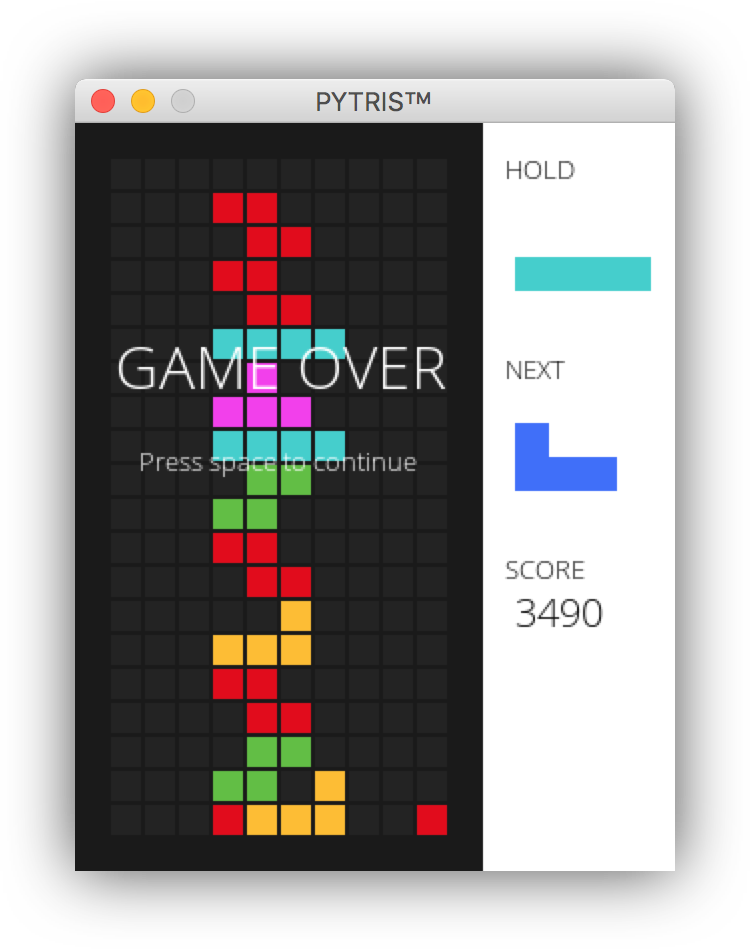 PYTRIS™
HOLD
GAME OVER
Press space to continue
NEXT
SCORE
3490